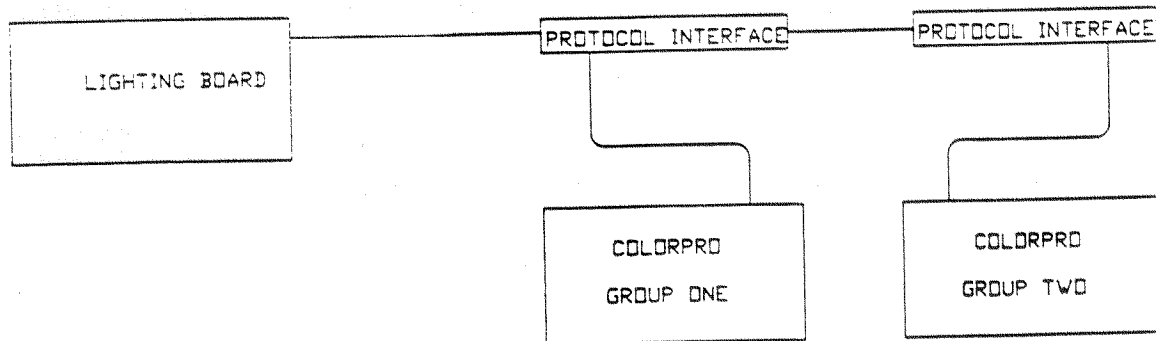 PROTOCOL INTERFACE
PROTOCOL INTERFACE
LIGHTING BOARD
COLORPRO
GROUP ONE
COLORPRO
GROUP TWO